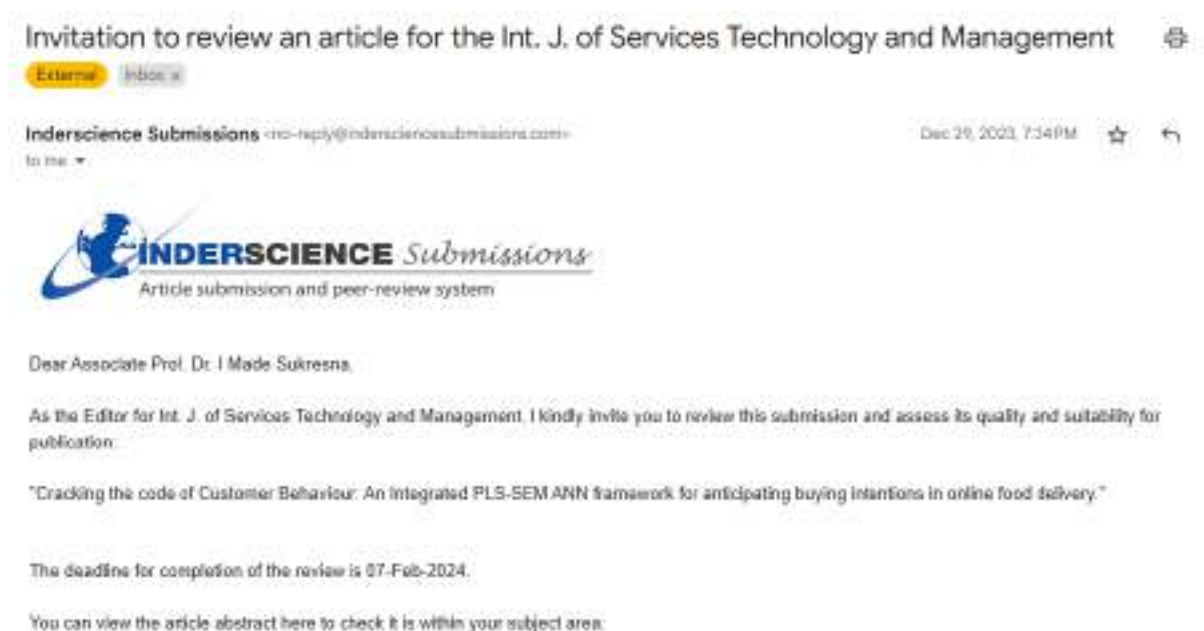 Invitation to review an article for the Int. J. of Services Technology and Management
External Inbox x
Inderscience Submissions <no-reply@indersciencesubmissions.com>
Dec 29, 2023, 7:34 PM
to me
INDERSCIENCE Submissions
Article submission and peer-review system
Dear Associate Prof. Dr. I Made Sukresna,
As the Editor for Int. J. of Services Technology and Management, I kindly invite you to review this submission and assess its quality and suitability for
publication:
"Cracking the code of Customer Behaviour: An Integrated PLS-SEM ANN framework for anticipating buying intentions in online food delivery."
The deadline for completion of the review is 07-Feb-2024.
You can view the article abstract here to check it is within your subject area: